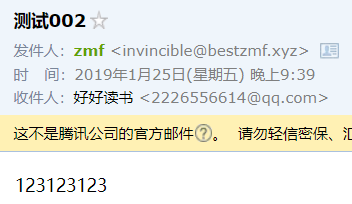 测试002
发件人：zmf <invincible@bestzmf.xyz>
时　间：2019年1月25日(星期五) 晚上9:39
收件人：好好读书 <2226556614@qq.com>
这不是腾讯公司的官方邮件?。 请勿轻信密保、汇
123123123